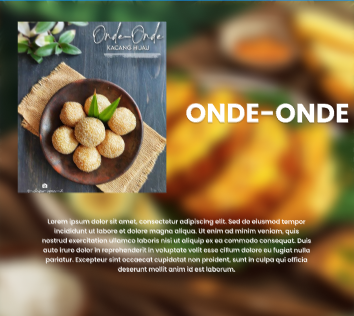 Onde-Onde
KACANG HIJAU
ONDE-ONDE
Lorem ipsum dolor sit amet, consectetur adipiscing elit. Sed do eiusmod tempor
incididunt ut labore et dolore magna aliqua. Ut enim ad minim veniam, quis
nostrud exercitation ullamco laboris nisi ut aliquip ex ea commodo consequat. Duis
aute irure dolor in reprehenderit in voluptate velit esse cillum dolore eu fugiat nulla
pariatur. Excepteur sint occaecat cupidatat non proident, sunt in culpa qui officia
deserunt mollit anim id est laborum.